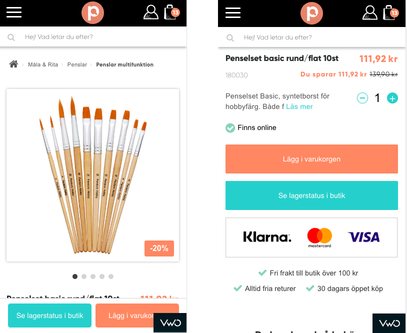 13
Hej! Vad letar du efter?
Måla & Rita › Penslar › Penslar multifunktion
-20%
Penselset basic rund/flat 10st 111,92 kr
Se lagerstatus i butik
Lägg i varukorgen
VWO
Hej! Vad letar du efter?
Penselset basic rund/flat 10st 111,92 kr
180030 Du sparar 111,92 kr 139,90 kr
Penselset Basic, syntetborst för
hobbyfärg. Både f Läs mer
1
Finns online
Lägg i varukorgen
Se lagerstatus i butik
Klarna. mastercard VISA
Fri frakt till butik över 100 kr
Alltid fria returer 30 dagars öppet köp
VWO